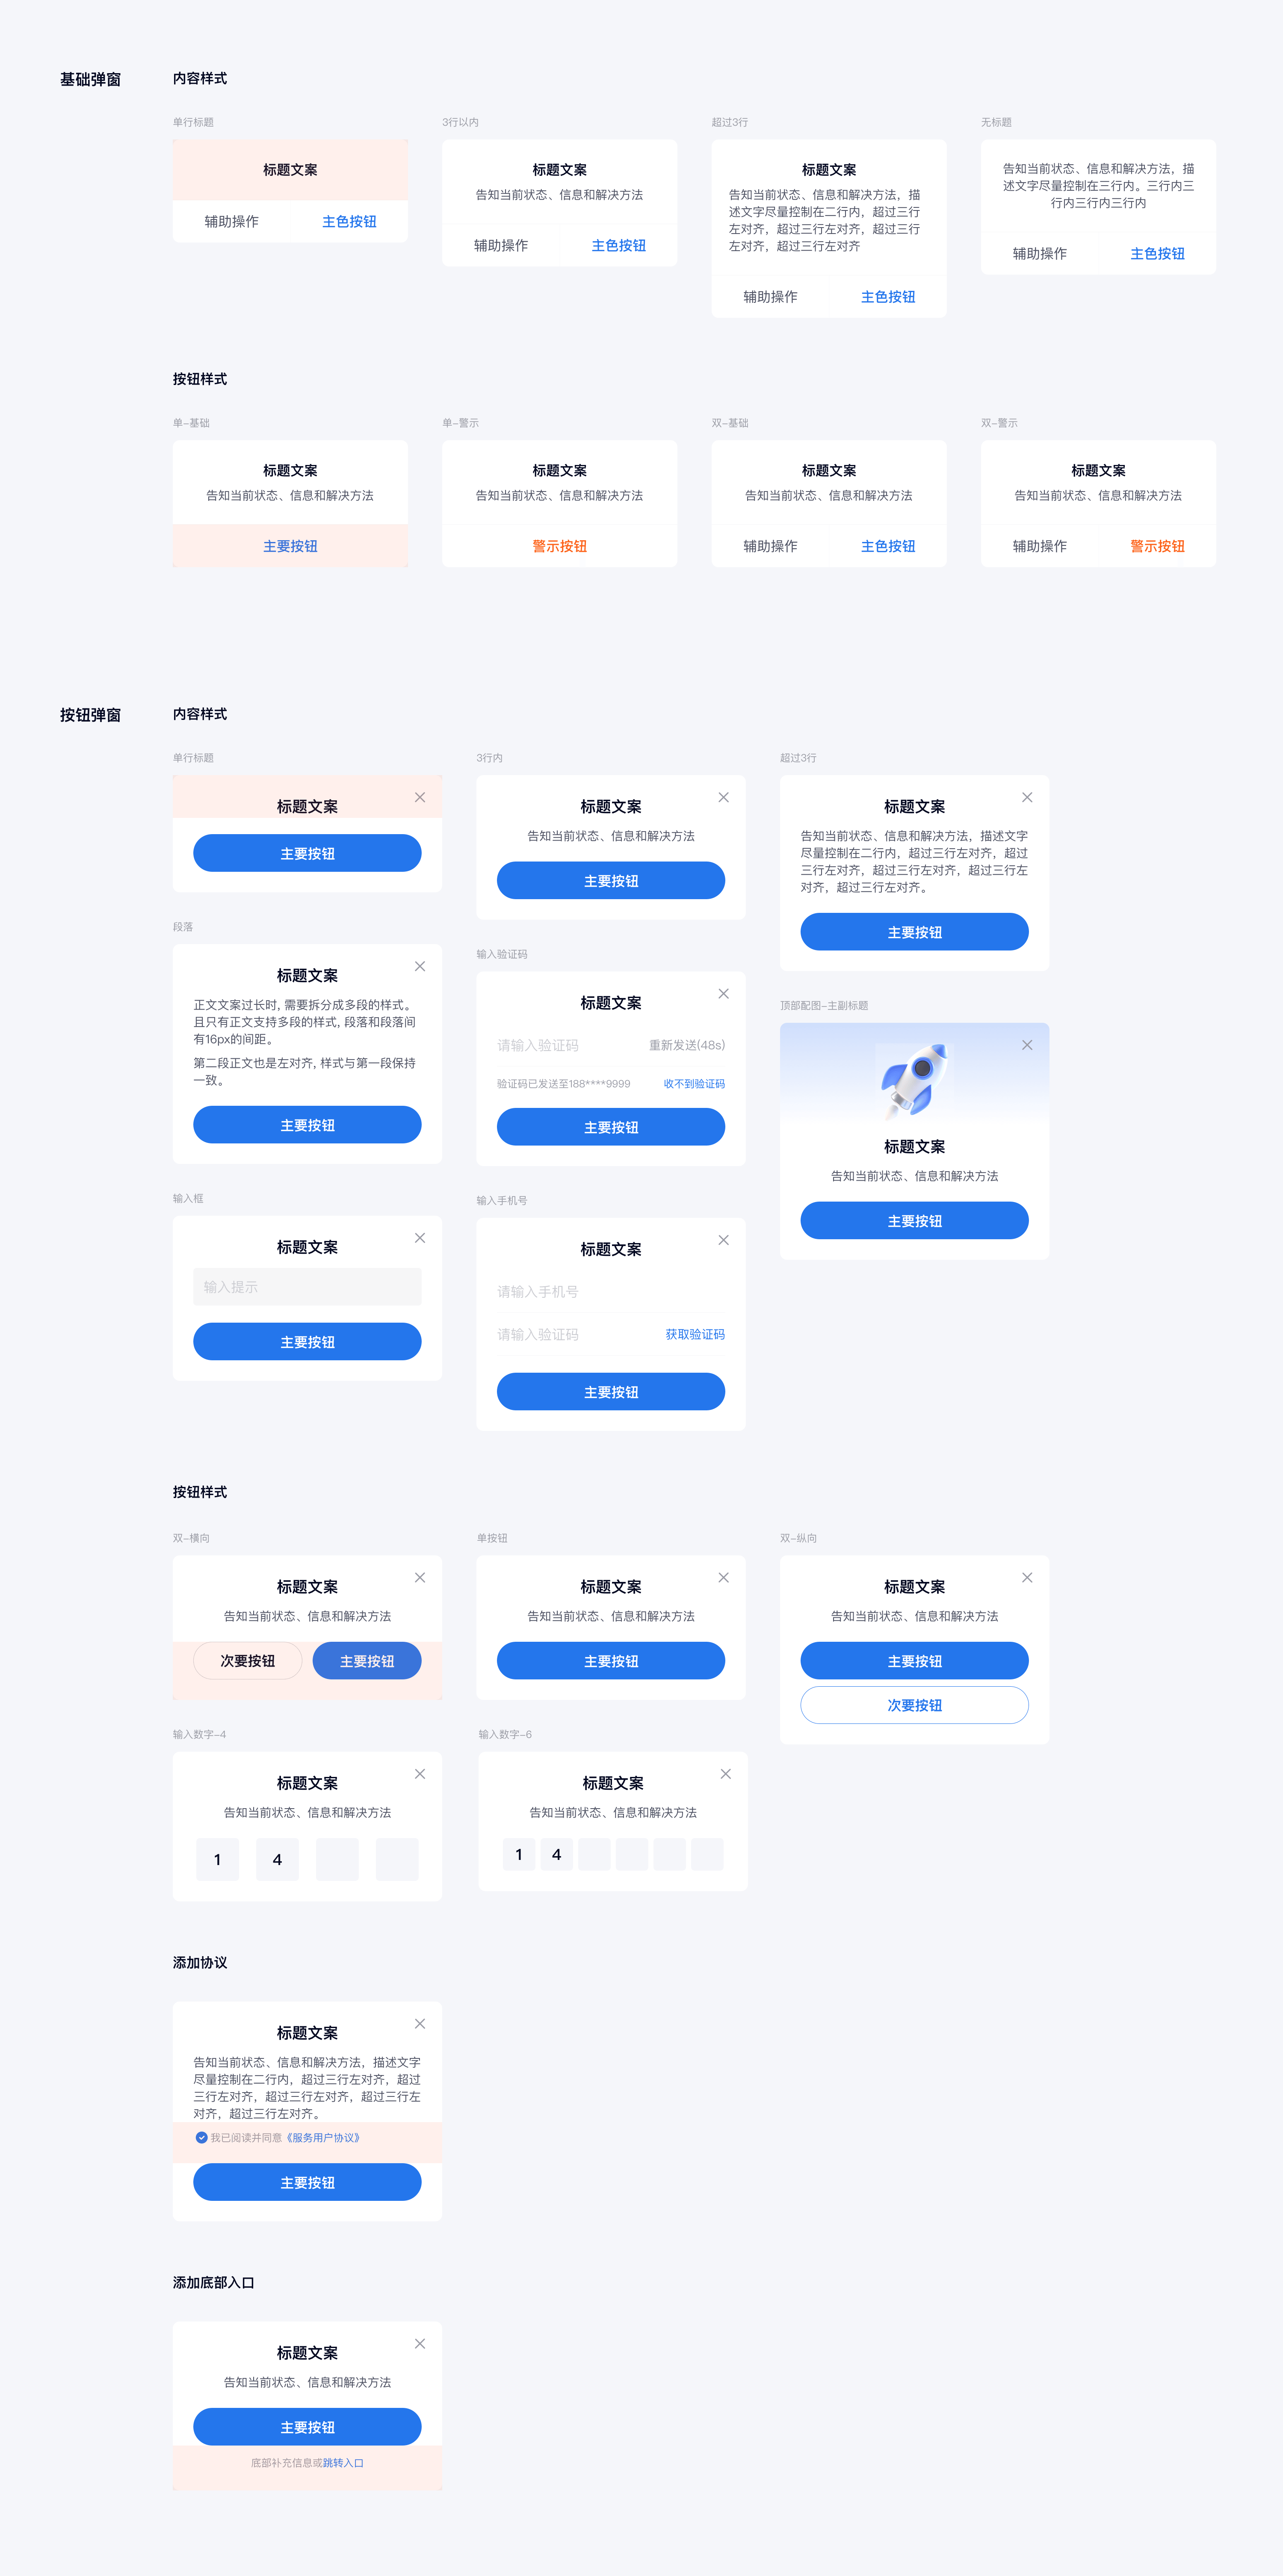 基础弹窗
内容样式
单行标题
标题文案
辅助操作
主色按钮
3行以内
标题文案
告知当前状态、信息和解决方法
辅助操作
主色按钮
超过3行
标题文案
告知当前状态、信息和解决方法，描
述文字尽量控制在二行内，超过三行
左对齐，超过三行左对齐，超过三行
左对齐，超过三行左对齐
辅助操作
主色按钮
无标题
告知当前状态、信息和解决方法，描
述文字尽量控制在三行内。三行内三
行内三行内三行内
辅助操作
主色按钮
按钮样式
单-基础
标题文案
告知当前状态、信息和解决方法
主要按钮
单-警示
标题文案
告知当前状态、信息和解决方法
警示按钮
双-基础
标题文案
告知当前状态、信息和解决方法
辅助操作
主色按钮
双-警示
标题文案
告知当前状态、信息和解决方法
辅助操作
警示按钮
按钮弹窗
内容样式
单行标题
标题文案
主要按钮
3行内
标题文案
告知当前状态、信息和解决方法
主要按钮
超过3行
标题文案
告知当前状态、信息和解决方法，描述文字
尽量控制在二行内，超过三行左对齐，超过
三行左对齐，超过三行左对齐，超过三行左
对齐，超过三行左对齐。
主要按钮
段落
标题文案
正文文案过长时, 需要拆分成多段的样式。
且只有正文支持多段的样式, 段落和段落间
有16px的间距。
第二段正文也是左对齐, 样式与第一段保持
一致。
主要按钮
输入验证码
标题文案
请输入验证码
重新发送(48s)
验证码已发送至188****9999
收不到验证码
主要按钮
顶部配图-主副标题
标题文案
告知当前状态、信息和解决方法
主要按钮
输入框
标题文案
输入提示
主要按钮
输入手机号
标题文案
请输入手机号
请输入验证码
获取验证码
主要按钮
按钮样式
双-横向
标题文案
告知当前状态、信息和解决方法
次要按钮
主要按钮
单按钮
标题文案
告知当前状态、信息和解决方法
主要按钮
双-纵向
标题文案
告知当前状态、信息和解决方法
主要按钮
次要按钮
输入数字-4
标题文案
告知当前状态、信息和解决方法
1
4
输入数字-6
标题文案
告知当前状态、信息和解决方法
1
4
添加协议
标题文案
告知当前状态、信息和解决方法，描述文字
尽量控制在二行内，超过三行左对齐，超过
三行左对齐，超过三行左对齐，超过三行左
对齐，超过三行左对齐。
我已阅读并同意《服务用户协议》
主要按钮
添加底部入口
标题文案
告知当前状态、信息和解决方法
主要按钮
底部补充信息或跳转入口